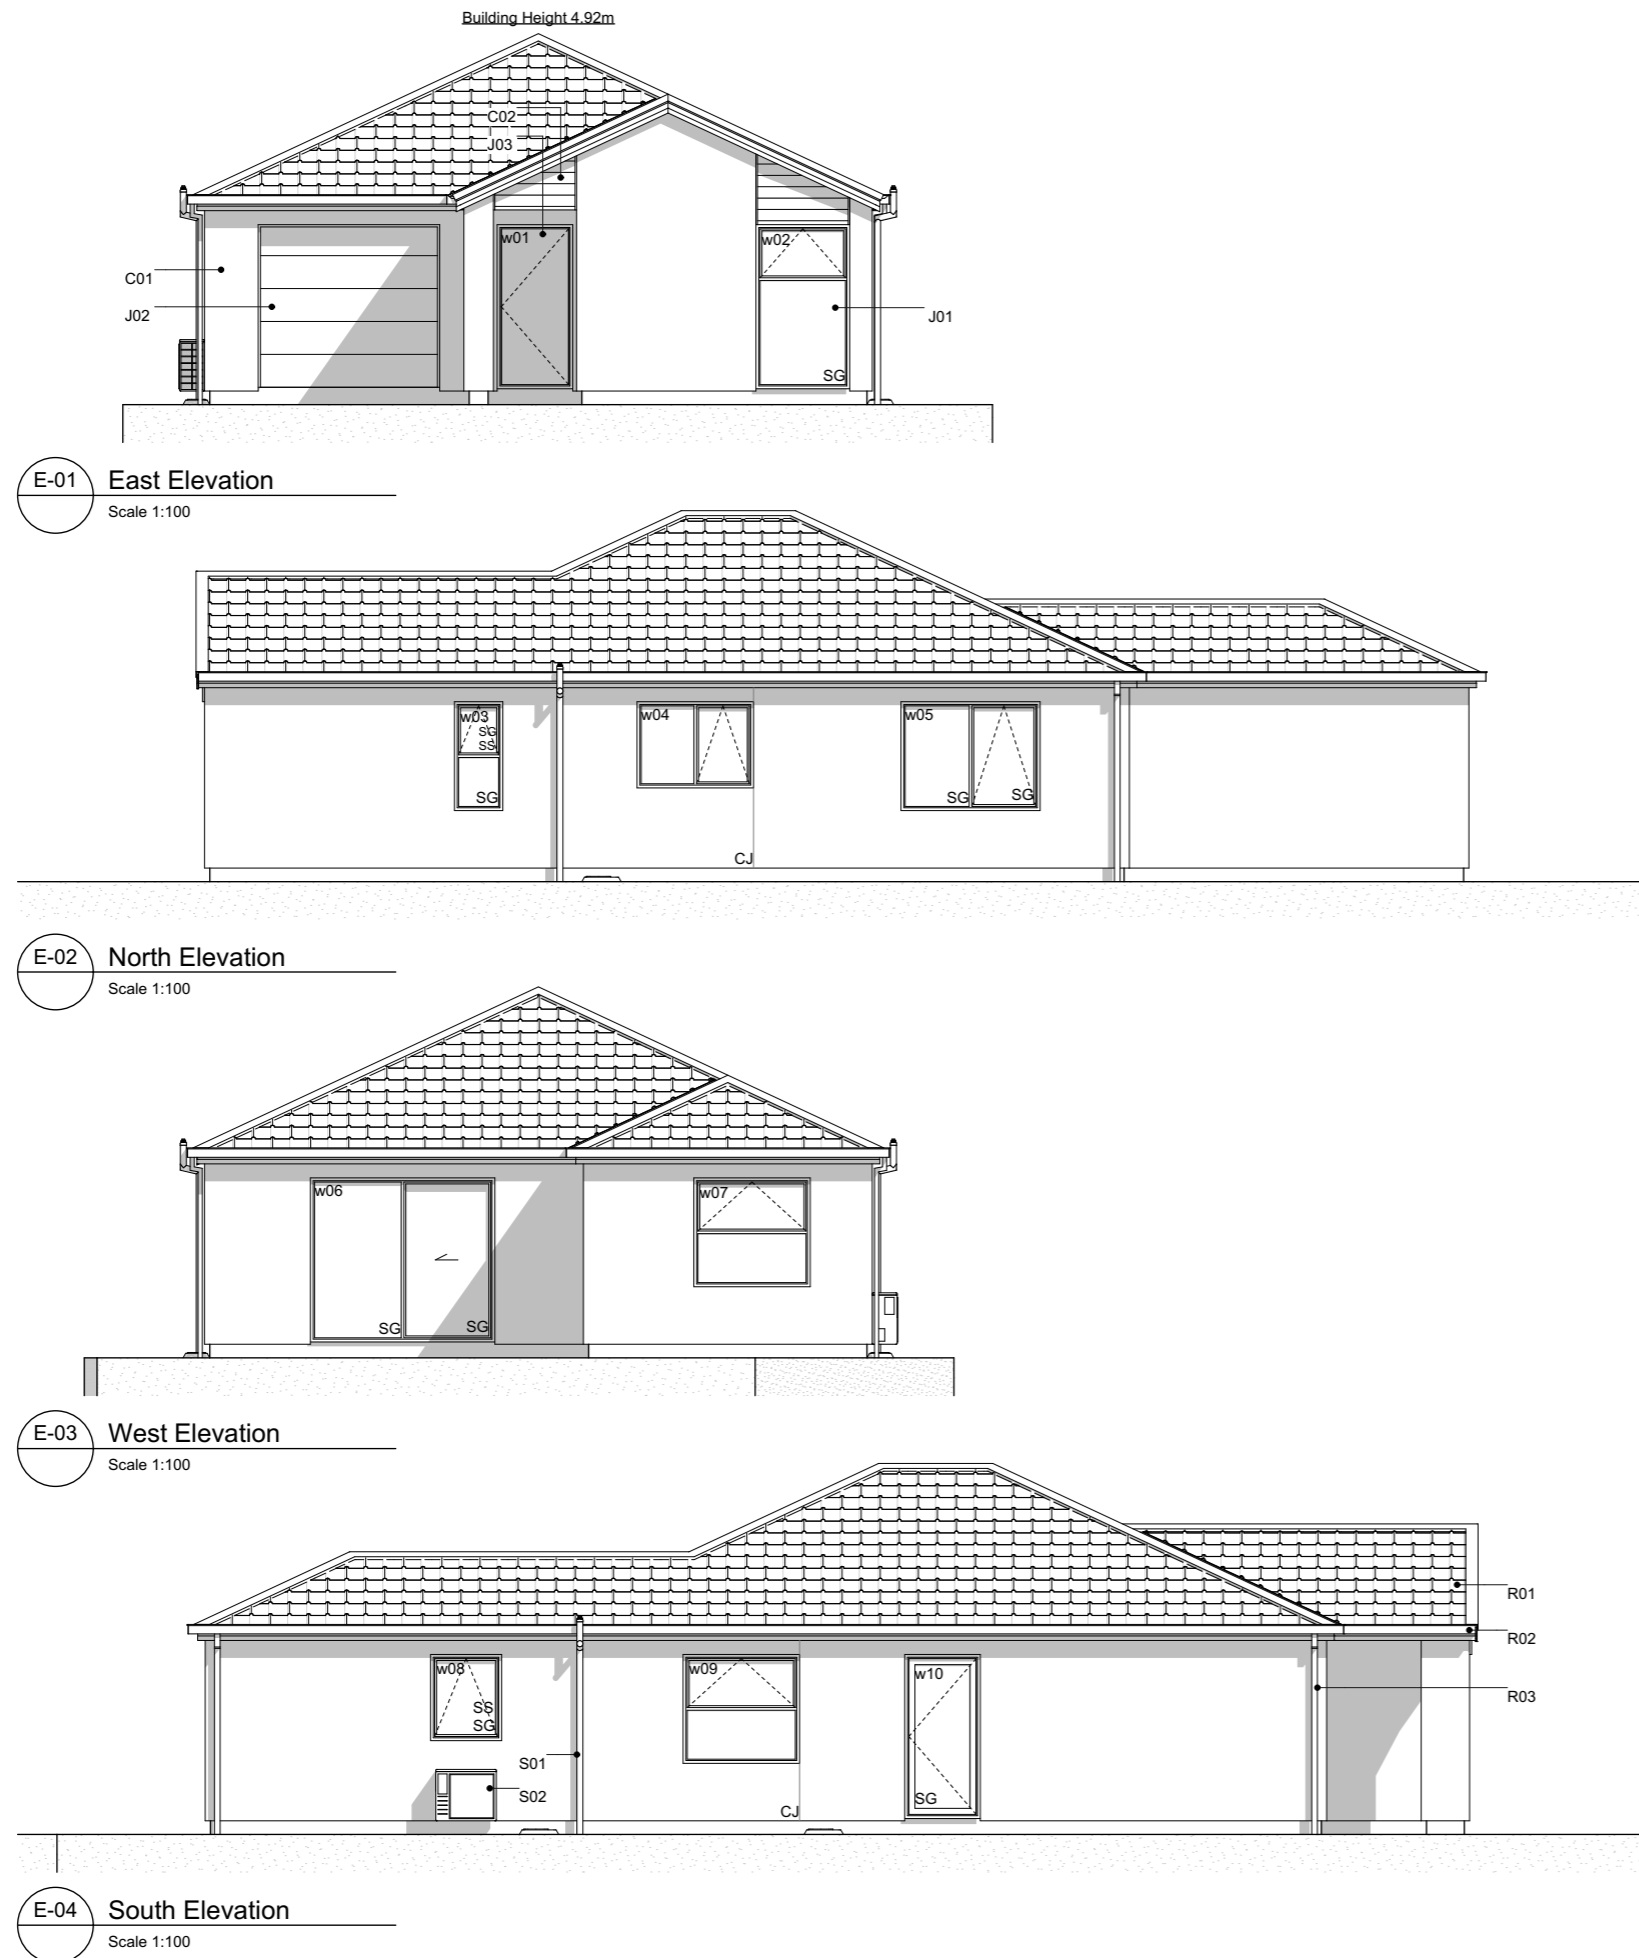 Building Height 4.92m
C02
J03
w01
w02
C01
J02
J01
SG
E-01 East Elevation
Scale 1:100
w03
SG
SS
SG
w04
w05
SG
SG
CJ
E-02 North Elevation
Scale 1:100
w06
w07
SG
SG
E-03 West Elevation
Scale 1:100
R01
R02
R03
w08
SS
SG
w09
w10
S01
S02
SG
CJ
E-04 South Elevation
Scale 1:100